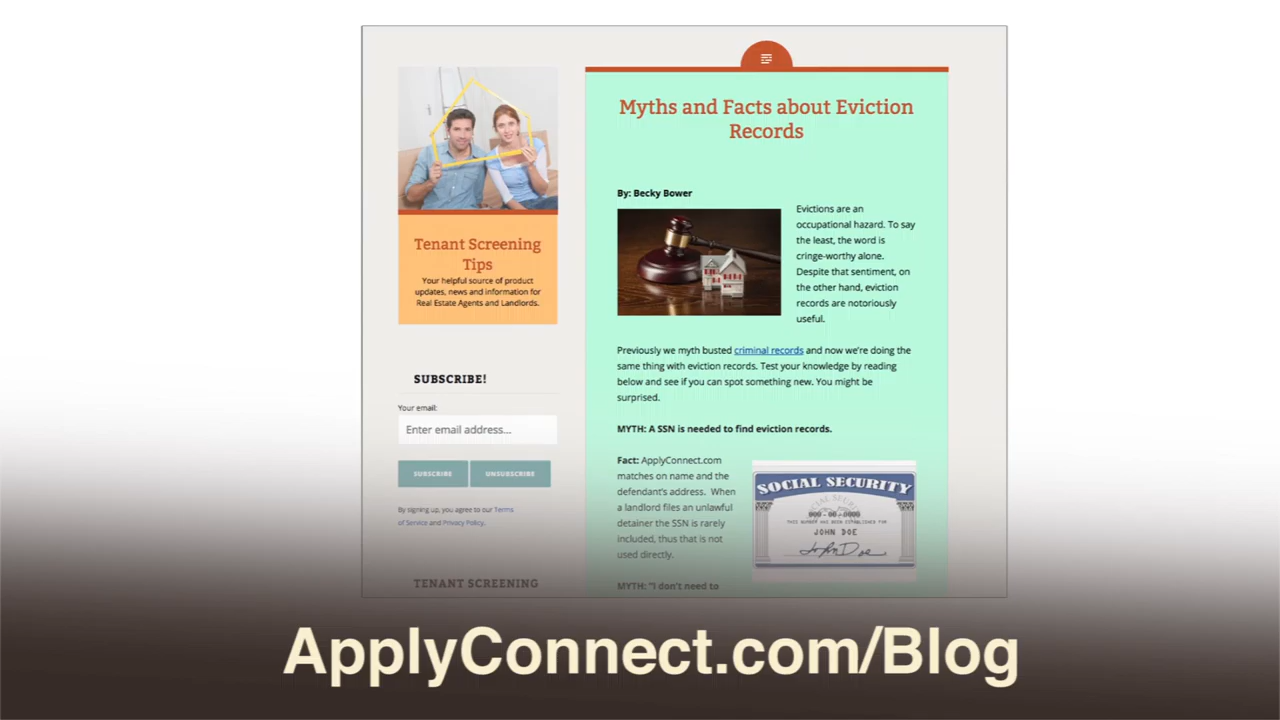 Tenant Screening
Tips
Your helpful source of product
updates, news and information for
Real Estate Agents and Landlords.
SUBSCRIBE!
Your email:
Enter email address...
SUBSCRIBE
UNSUBSCRIBE
By signing up, you agree to our Terms
of Service and Privacy Policy.
TENANT SCREENING
Myths and Facts about Eviction
Records
By: Becky Bower
Evictions are an
occupational hazard. To say
the least, the word is
cringe-worthy alone.
Despite that sentiment, on
the other hand, eviction
records are notoriously
useful.
Previously we myth busted criminal records and now we're doing the
same thing with eviction records. Test your knowledge by reading
below and see if you can spot something new. You might be
surprised.
MYTH: A SSN is needed to find eviction records.
Fact: ApplyConnect.com
matches on name and the
defendant's address. When
a landlord files an unlawful
detainer the SSN is rarely
included, thus that is not
used directly.
SOCIAL SECURITY
000-00-0000
THIS NUMBER HAS BEEN ESTABLISHED FOR
JOHN DOE
John Doe
MYTH: "I don't need to
ApplyConnect.com/Blog